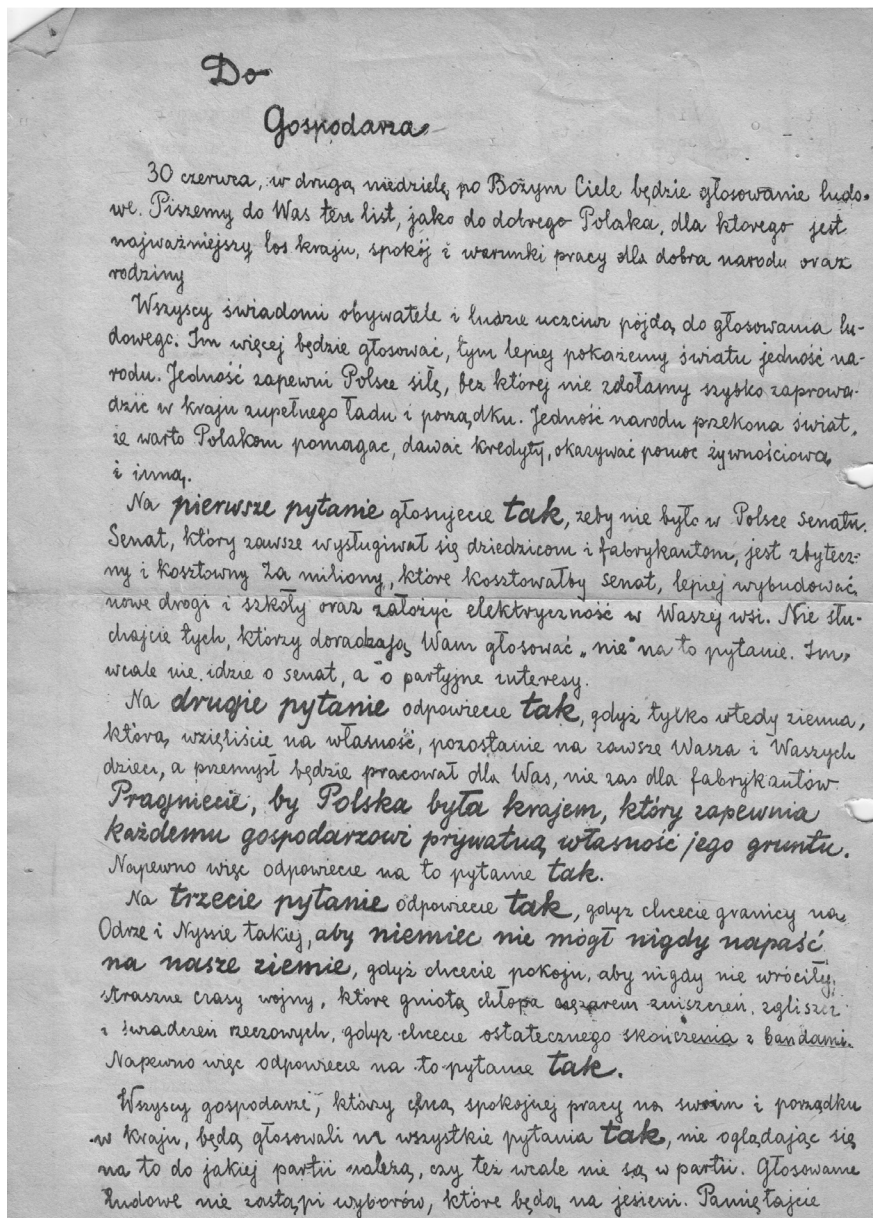 Do
Gospodarza
30 czerwca, w drugą niedzielę po Bożym Ciele będzie głosowanie ludo-
we. Piszemy do Was ten list, jako do dobrego Polaka, dla ktorego jest
najważniejszy los kraju, spokój i warunki pracy dla dobra narodu oraz
rodziny
Wszyscy świadomi obywatele i ludzie uczciwi pójdą do głosowania lu-
dowego. Im więcej będzie głosować, tym lepiej pokażemy światu jedność na-
rodu. Jedność zapewni Polsce siłę, bez której nie zdołamy szybko zaprowa-
dzić w kraju zupełnego ładu i porządku. Jedność narodu przekona świat,
że warto Polakom pomagac, dawać kredyty, okazywać pomoc żywnościową
i inną.
Na pierwsze pytanie głosujecie tak, żeby nie było w Polsce senatu.
Senat, który zawsze wysługiwał się dziedzicom i fabrykantom, jest zbytecz-
ny i kosztowny Za miliony, które kosztowałby senat, lepiej wybudować
nowe drogi i szkoły oraz założyć elektryczność w Waszej wsi. Nie słu-
chajcie tych, którzy doradzają Wam głosować „nie" na to pytanie. Im
wcale nie idzie o senat, a o partyjne interesy.
Na drugie pytanie odpowiecie tak, gdyż tylko wtedy ziemia,
którą wzięliście na własność, pozostanie na zawsze Wasza i Waszych
dzieci, a przemysł będzie pracował dla Was, nie zas dla fabrykantów
Pragniecie, by Polska była krajem, który zapewnia
każdemu gospodarzowi prywatną własność jego gruntu.
Napewno więc odpowiecie na to pytanie tak.
Na trzecie pytanie odpowiecie tak, gdyz chcecie granicy na
Odrze i Nyssie takiej, aby niemiec nie mógł nigdy napaść
na nasze ziemie, gdyż chcecie pokoju, aby nigdy nie wróciły
straszne czasy wojny, które gniotą chłopa ciężarem zniszczeń, zgliszcz
i świadczeń rzeczowych, gdyż chcecie ostatecznego skończenia z bandami.
Napewno więc odpowiecie na to pytanie tak.
Wszyscy gospodarze, którzy chcą spokojnej pracy na swoim i porządku
w kraju, będą głosowali na wszystkie pytania tak, nie oglądając się
na to do jakiej partii należą, czy też wcale nie są w partii. Głosowanie
ludowe nie zastąpi wyborów, które będą na jesieni. Pamiętajcie